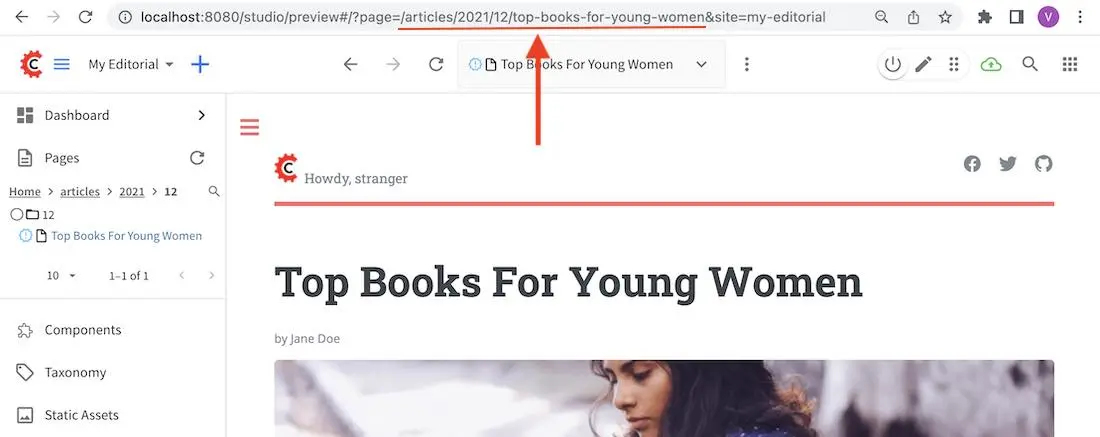 localhost:8080/studio/preview#/?page=/articles/2021/12/top-books-for-young-women&site=my-editorial
V
C
My Editorial
Top Books For Young Women
Dashboard
Pages
Home > articles > 2021 > 12
12
Top Books For Young Women
10
1–1 of 1
Components
Taxonomy
Static Assets
C
Howdy, stranger
Top Books For Young Women
by Jane Doe